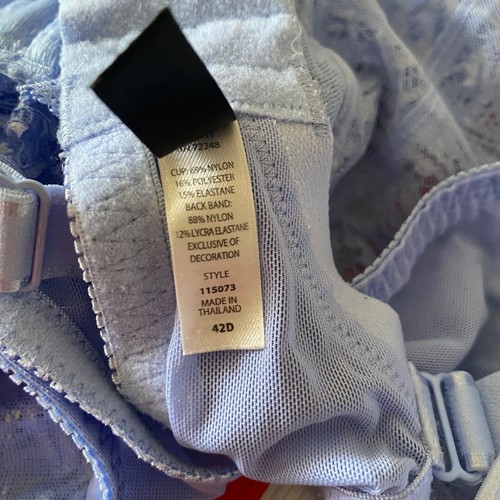 72248
CUP: 69% NYLON
16% POLYESTER
15% ELASTANE
BACK BAND:
88% NYLON
12% LYCRA ELASTANE
EXCLUSIVE OF
DECORATION
STYLE
115073
MADE IN
THAILAND
42D